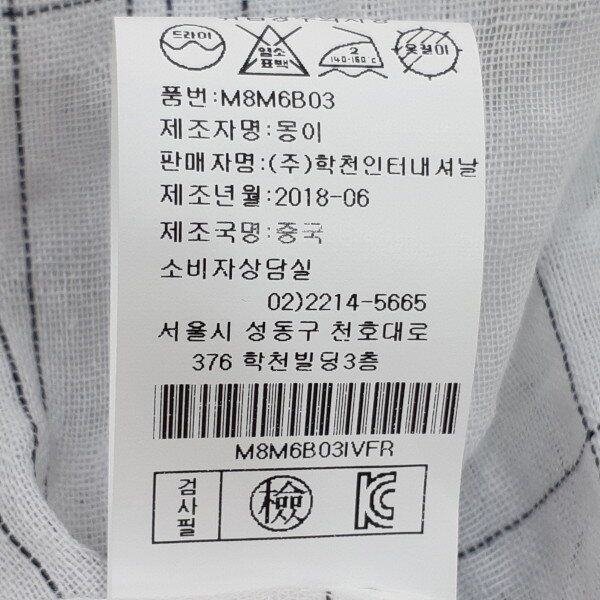 드라이
염소
표백
2
140-160℃
옷걸이
품번:M8M6B03
제조자명:몽이
판매자명:(주)학천인터내셔날
제조년월:2018-06
제조국명:중국
소비자상담실
02)2214-5665
서울시 성동구 천호대로
376 학천빌딩3층
M8M6B03IVFR
검사필 檢 KC